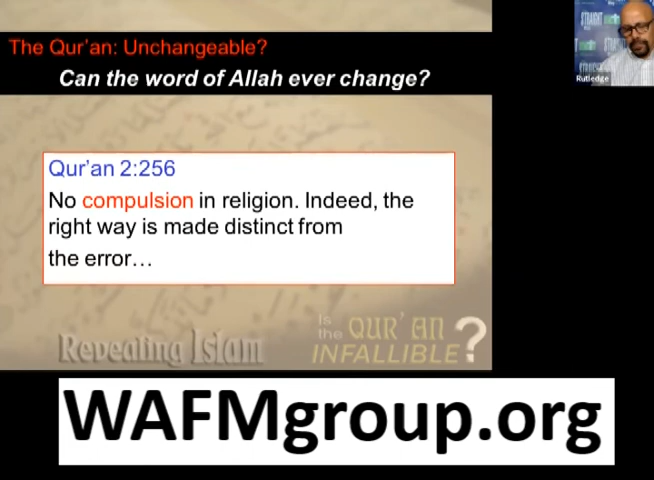 The Qur'an: Unchangeable?
Can the word of Allah ever change?
Qur'an 2:256
No compulsion in religion. Indeed, the
right way is made distinct from
the error…
Revealing Islam
Is
the QUR'AN
INFALLIBLE?
WAFMgroup.org
STRAIGHT
Rutledge